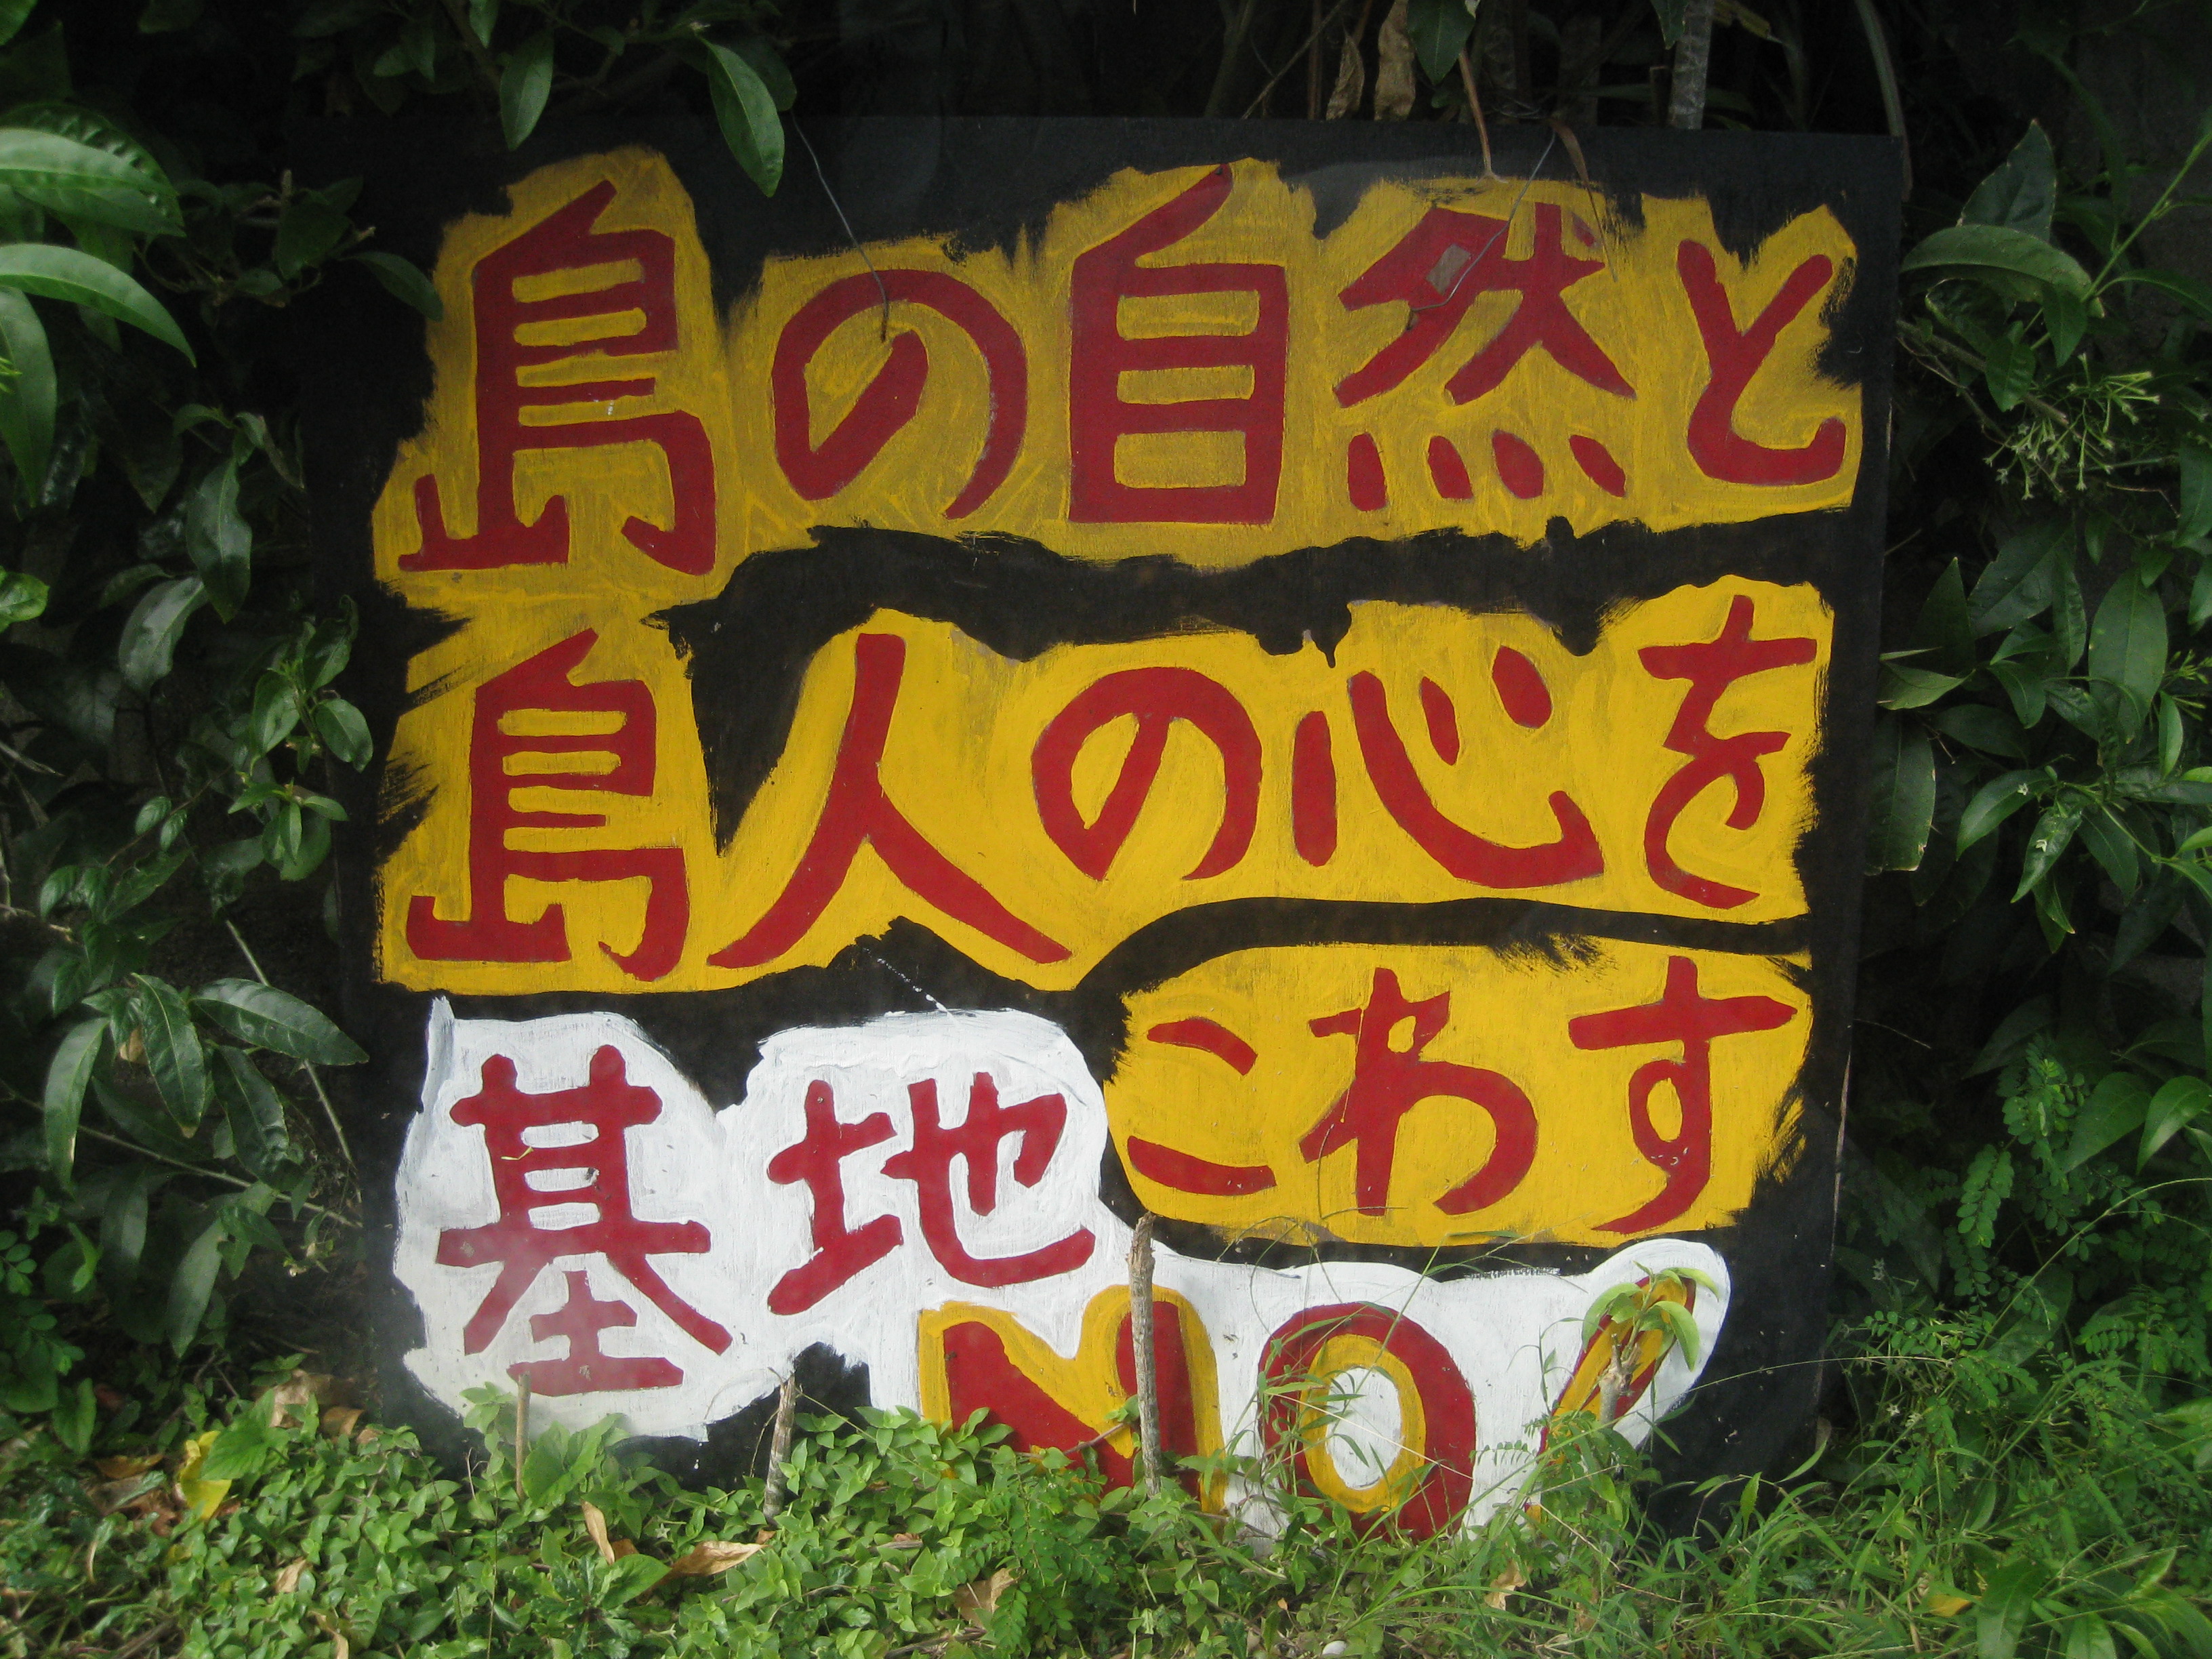 島の自然と
島人の心を
こわす
基地
NO!